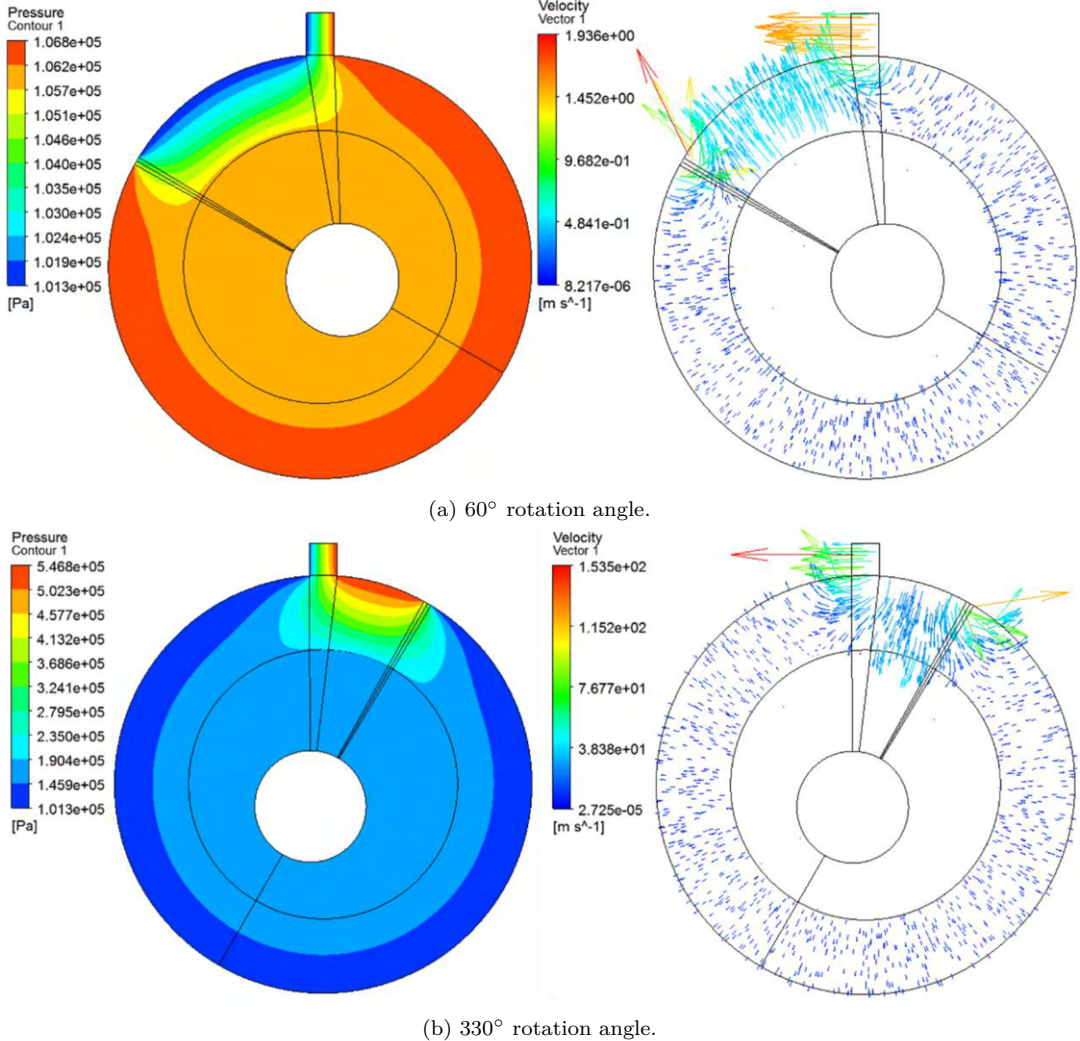 Pressure
Contour 1
1.068e+05
1.062e+05
1.057e+05
1.051e+05
1.046e+05
1.040e+05
1.035e+05
1.030e+05
1.024e+05
1.019e+05
1.013e+05
[Pa]
Velocity
Vector 1
1.936e+00
1.452e+00
9.682e-01
4.841e-01
8.217e-06
[m s^-1]
(a) 60° rotation angle.
Pressure
Contour 1
5.468e+05
5.023e+05
4.577e+05
4.132e+05
3.686e+05
3.241e+05
2.795e+05
2.350e+05
1.904e+05
1.459e+05
1.013e+05
[Pa]
Velocity
Vector 1
1.535e+02
1.152e+02
7.677e+01
3.838e+01
2.725e-05
[m s^-1]
(b) 330° rotation angle.